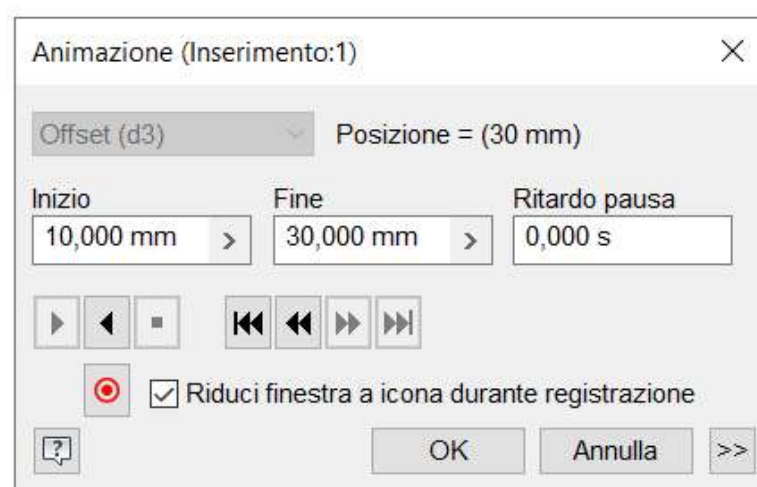 Animazione (Inserimento:1)
Offset (d3) Posizione = (30 mm)
Inizio Fine Ritardo pausa
10,000 mm > 30,000 mm > 0,000 s
Riduci finestra a icona durante registrazione
? OK Annulla >>